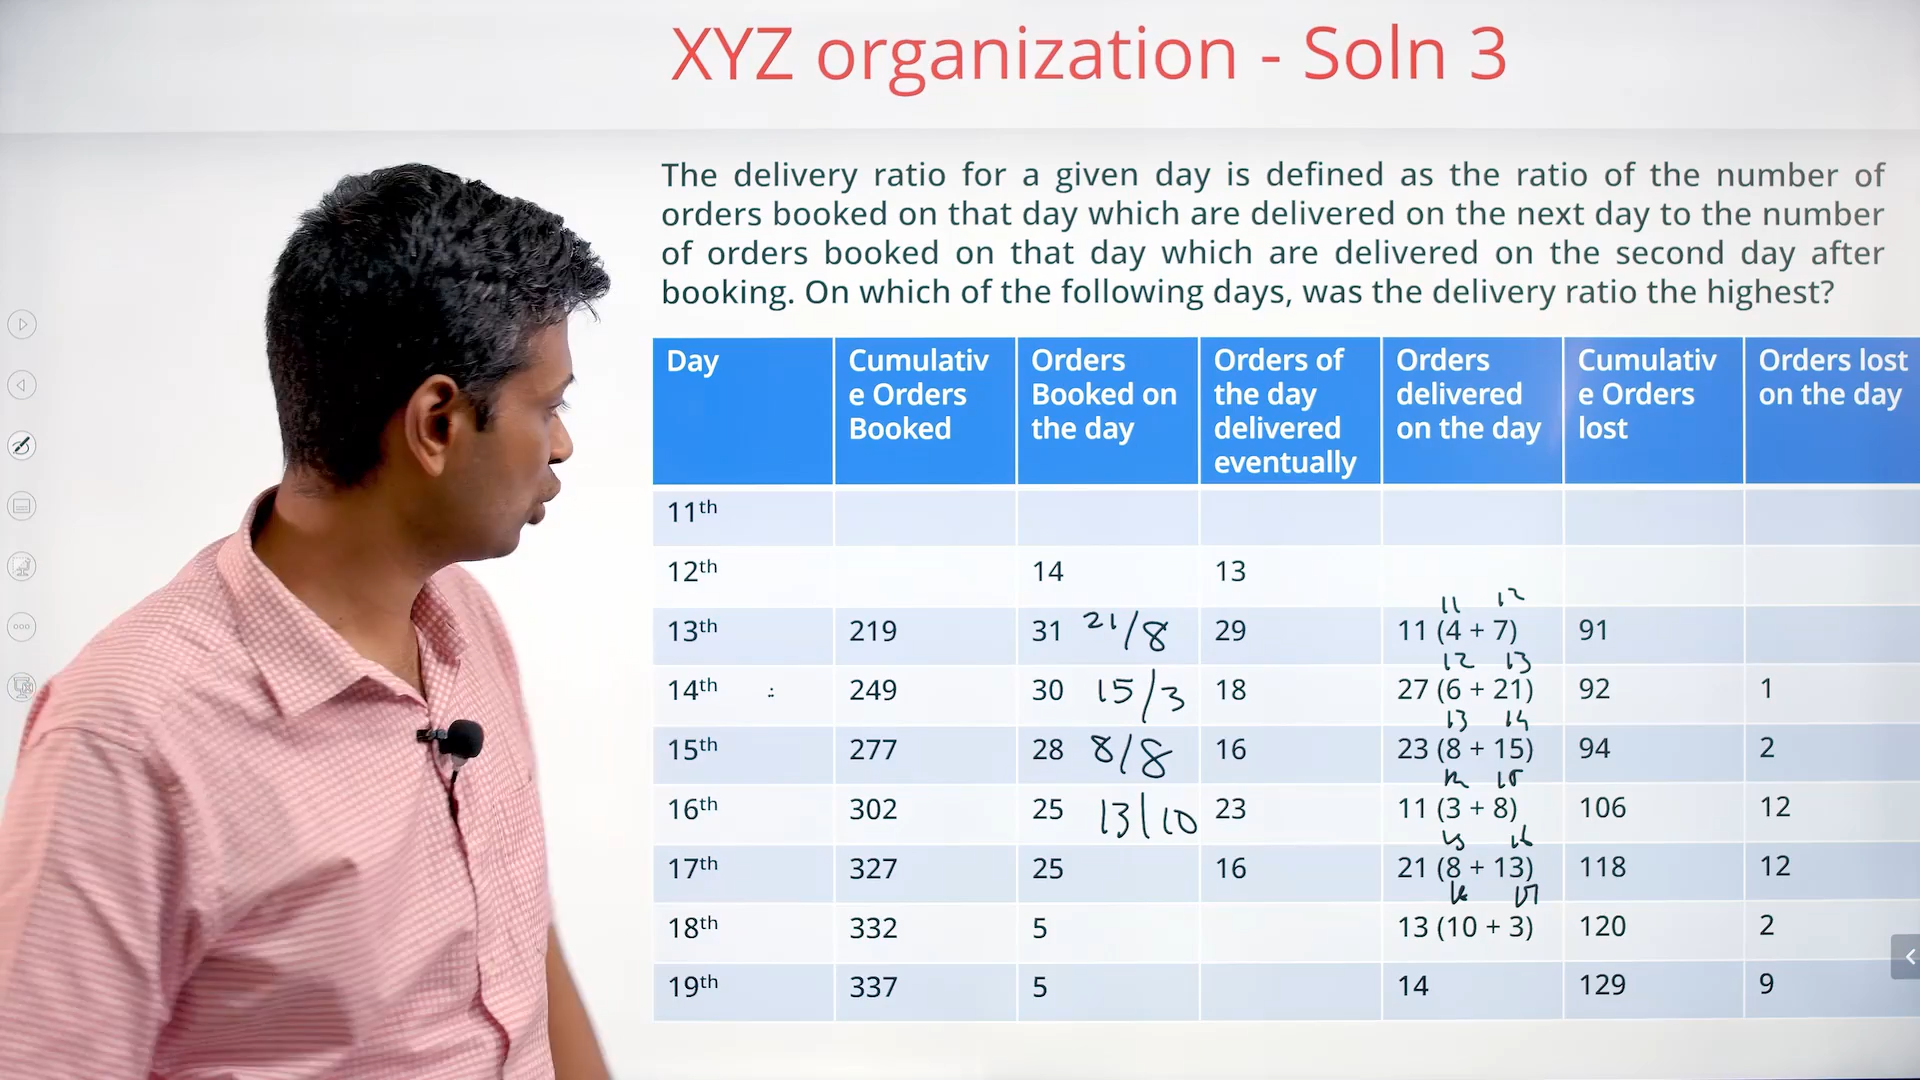 XYZ organization - Soln 3
The delivery ratio for a given day is defined as the ratio of the number of
orders booked on that day which are delivered on the next day to the number
of orders booked on that day which are delivered on the second day after
booking. On which of the following days, was the delivery ratio the highest?
Day
Cumulativ
e Orders
Booked
Orders
Booked on
the day
Orders of
the day
delivered
eventually
Orders
delivered
on the day
Cumulativ
e Orders
lost
Orders lost
on the day
11th
12th 14 13
11 12
13th 219 31 21/8 29 11 (4 + 7) 91
12 13
14th 249 30 15/3 18 27 (6 + 21) 92 1
13 14
15th 277 28 8/8 16 23 (8 + 15) 94 2
15
16th 302 25 13/10 23 11 (3 + 8) 106 12
15 16
17th 327 25 16 21 (8 + 13) 118 12
16 17
18th 332 5 13 (10 + 3) 120 2
19th 337 5 14 129 9